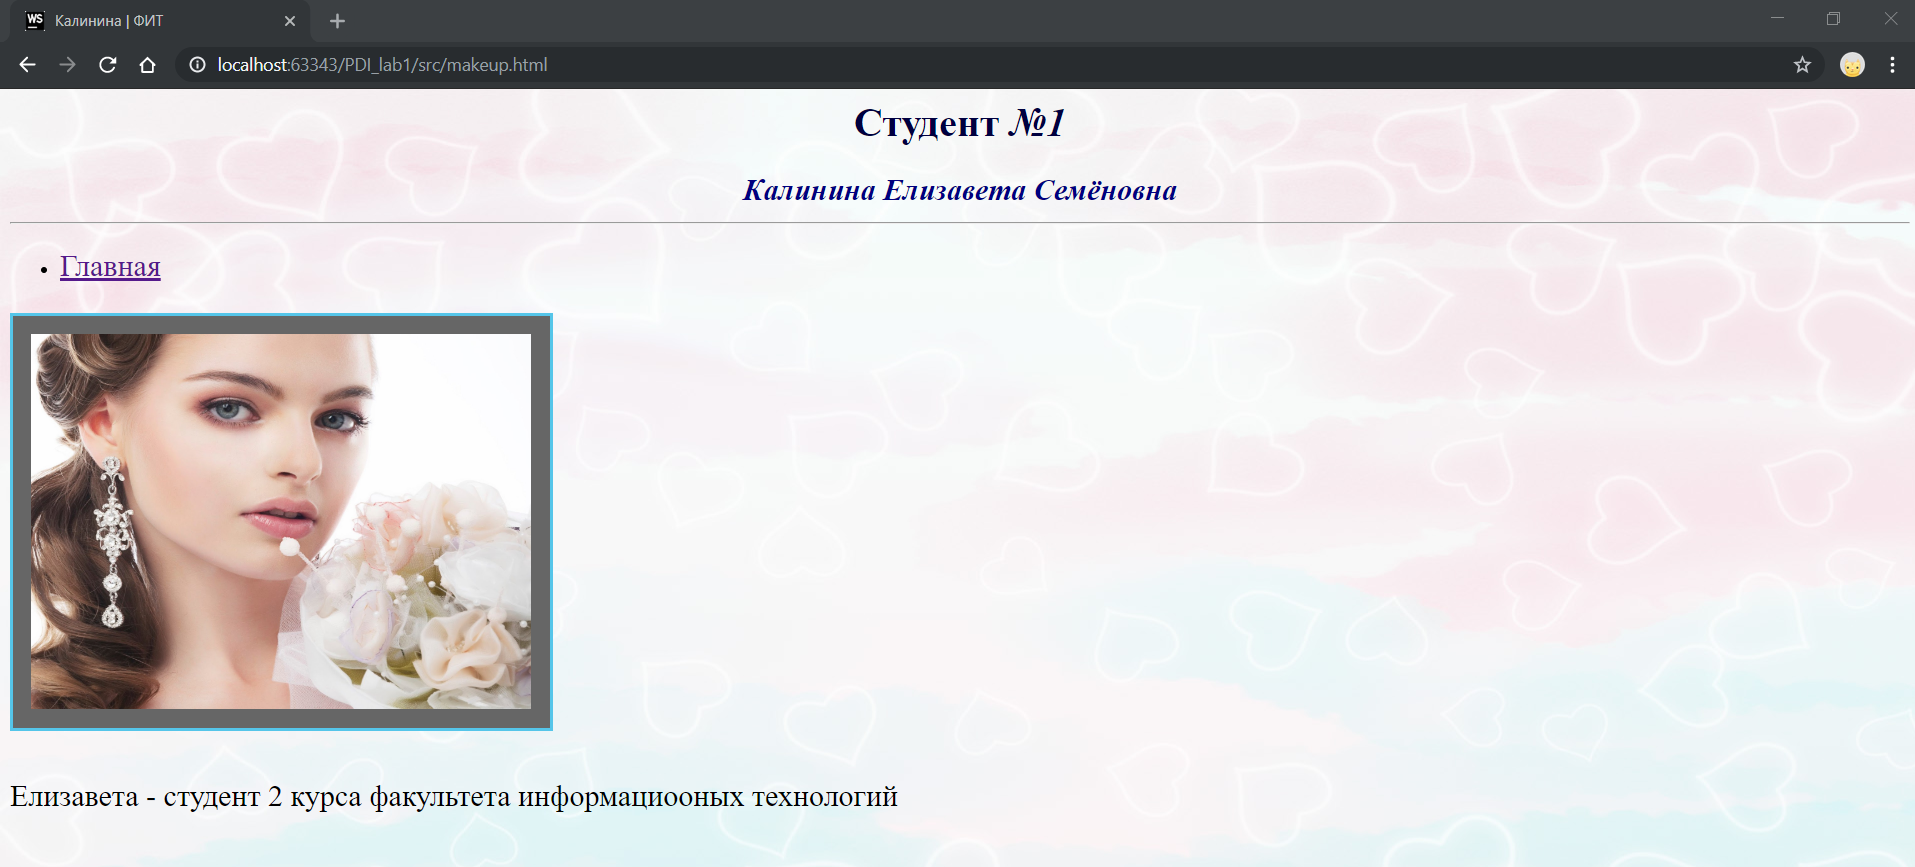 WS
Калинина | ФИТ
localhost:63343/PDI_lab1/src/makeup.html
Студент №1
Калинина Елизавета Семёновна
Главная
Елизавета - студент 2 курса факультета информациооных технологий